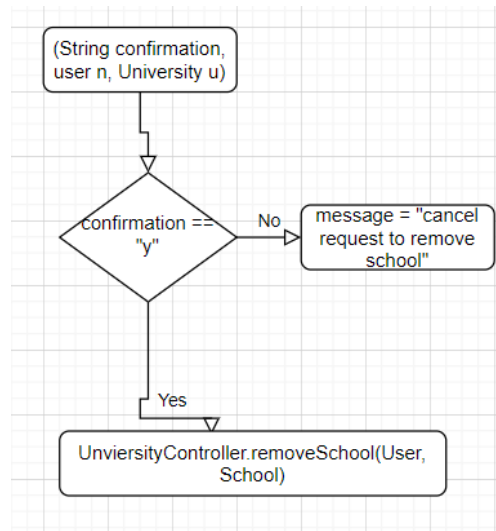 (String confirmation,
user n, University u)
confirmation ==
"y"
No
message = "cancel
request to remove
school"
Yes
UnviersityController.removeSchool(User,
School)